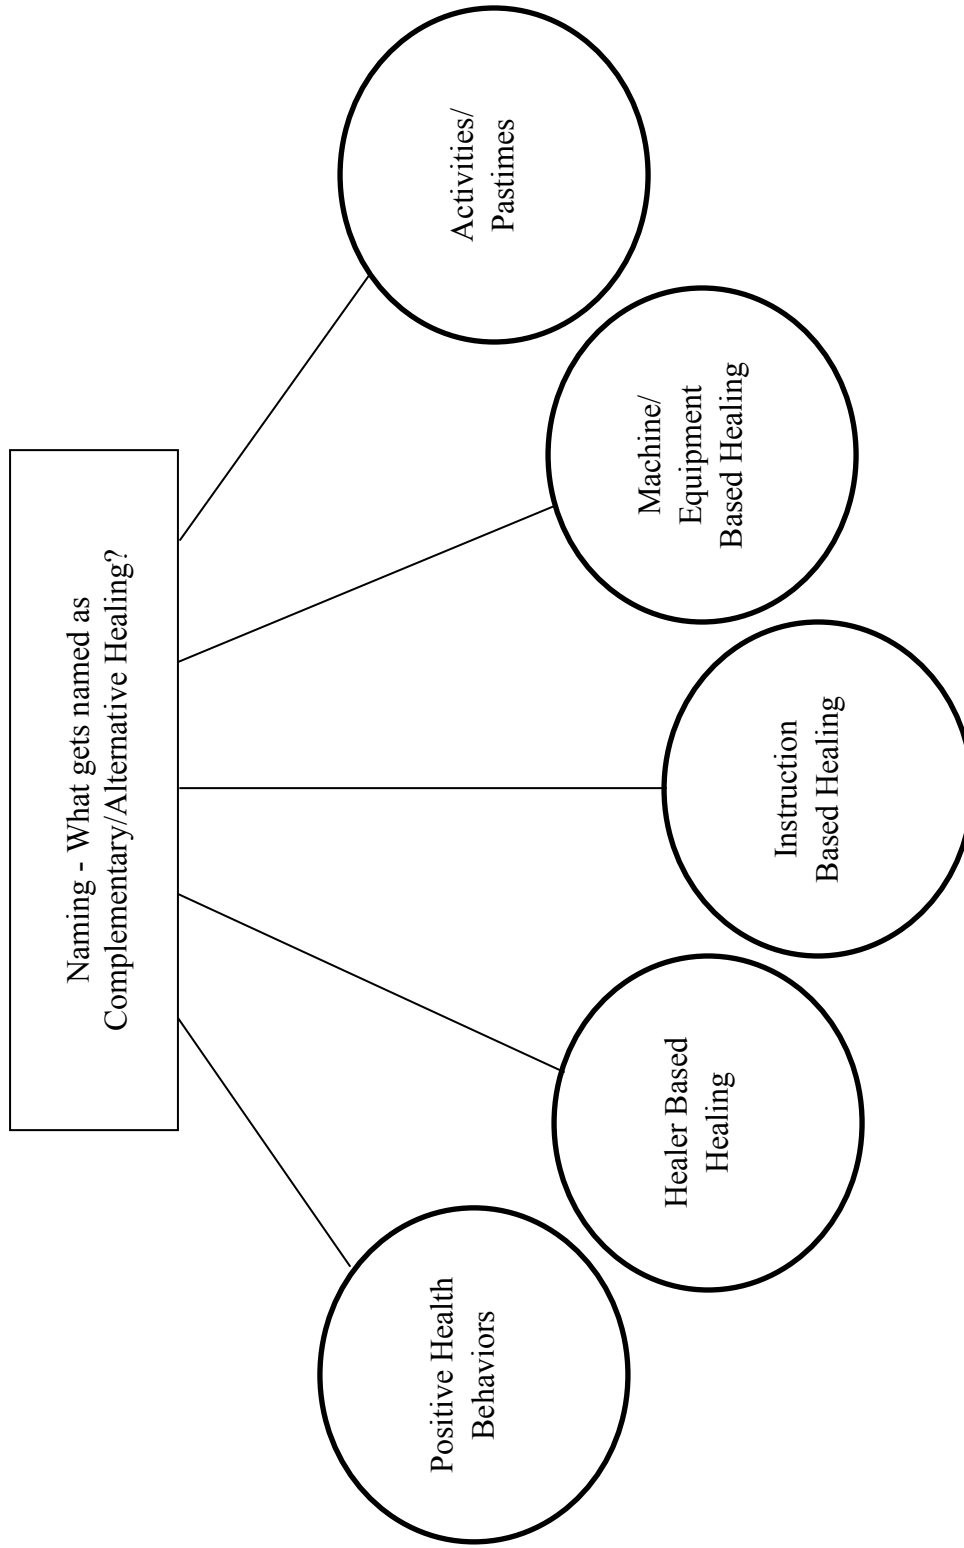 Naming - What gets named as
Complementary/Alternative Healing?
Positive Health
Behaviors
Healer Based
Healing
Instruction
Based Healing
Machine/
Equipment
Based Healing
Activities/
Pastimes